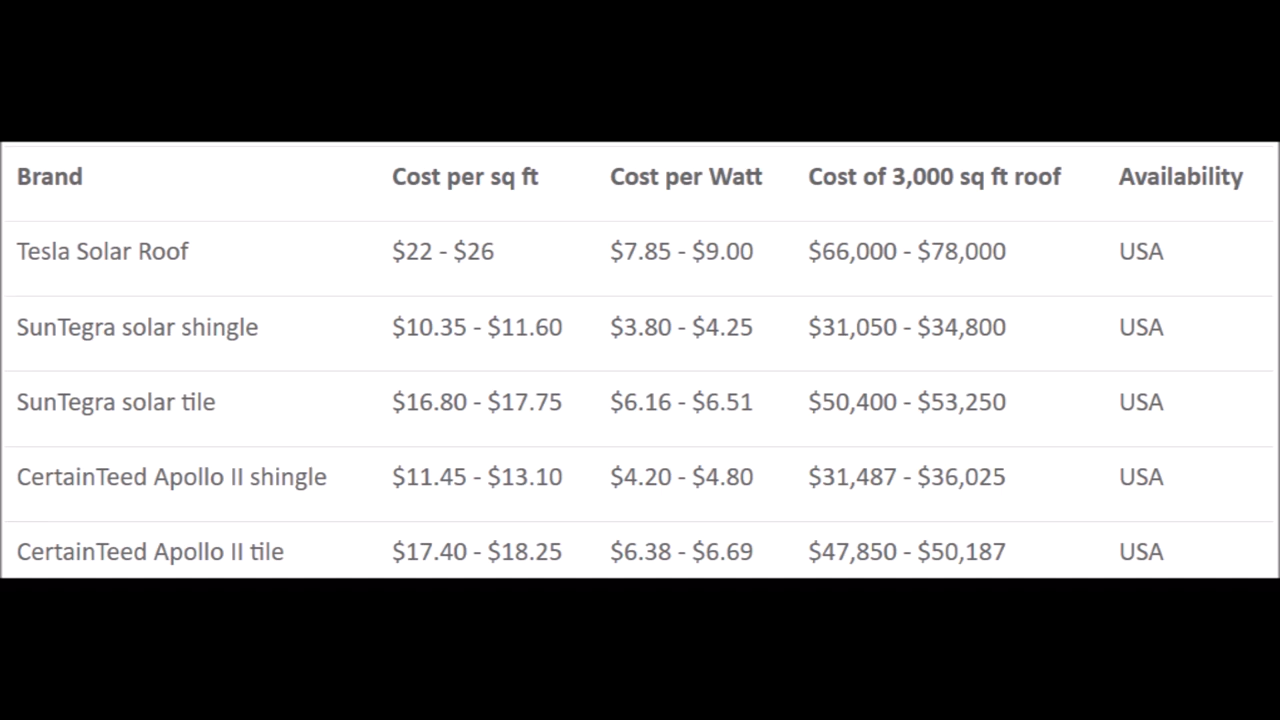 Brand Cost per sq ft Cost per Watt Cost of 3,000 sq ft roof Availability
Tesla Solar Roof $22 - $26 $7.85 - $9.00 $66,000 - $78,000 USA
SunTegra solar shingle $10.35 - $11.60 $3.80 - $4.25 $31,050 - $34,800 USA
SunTegra solar tile $16.80 - $17.75 $6.16 - $6.51 $50,400 - $53,250 USA
CertainTeed Apollo II shingle $11.45 - $13.10 $4.20 - $4.80 $31,487 - $36,025 USA
CertainTeed Apollo II tile $17.40 - $18.25 $6.38 - $6.69 $47,850 - $50,187 USA